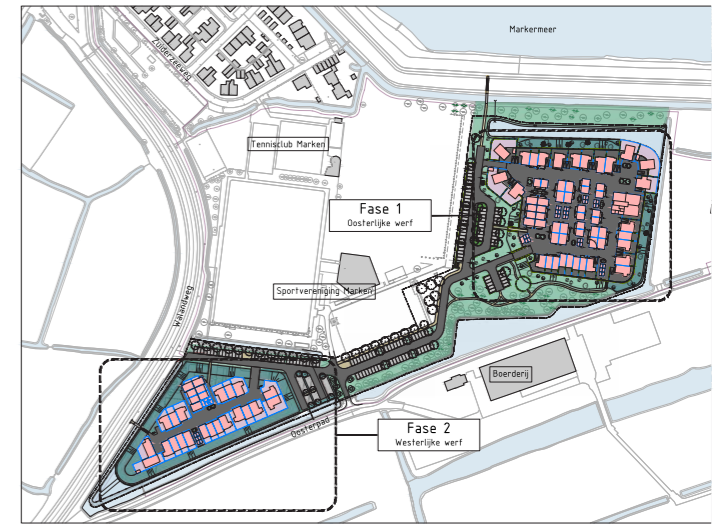 Markermeer
Zuiderzeeweg
Tennisclub Marken
Fase 1
Oosterlijke werf
Sportvereniging Marken
Walandweg
Boerderij
Oosterpad
Fase 2
Westerlijke werf